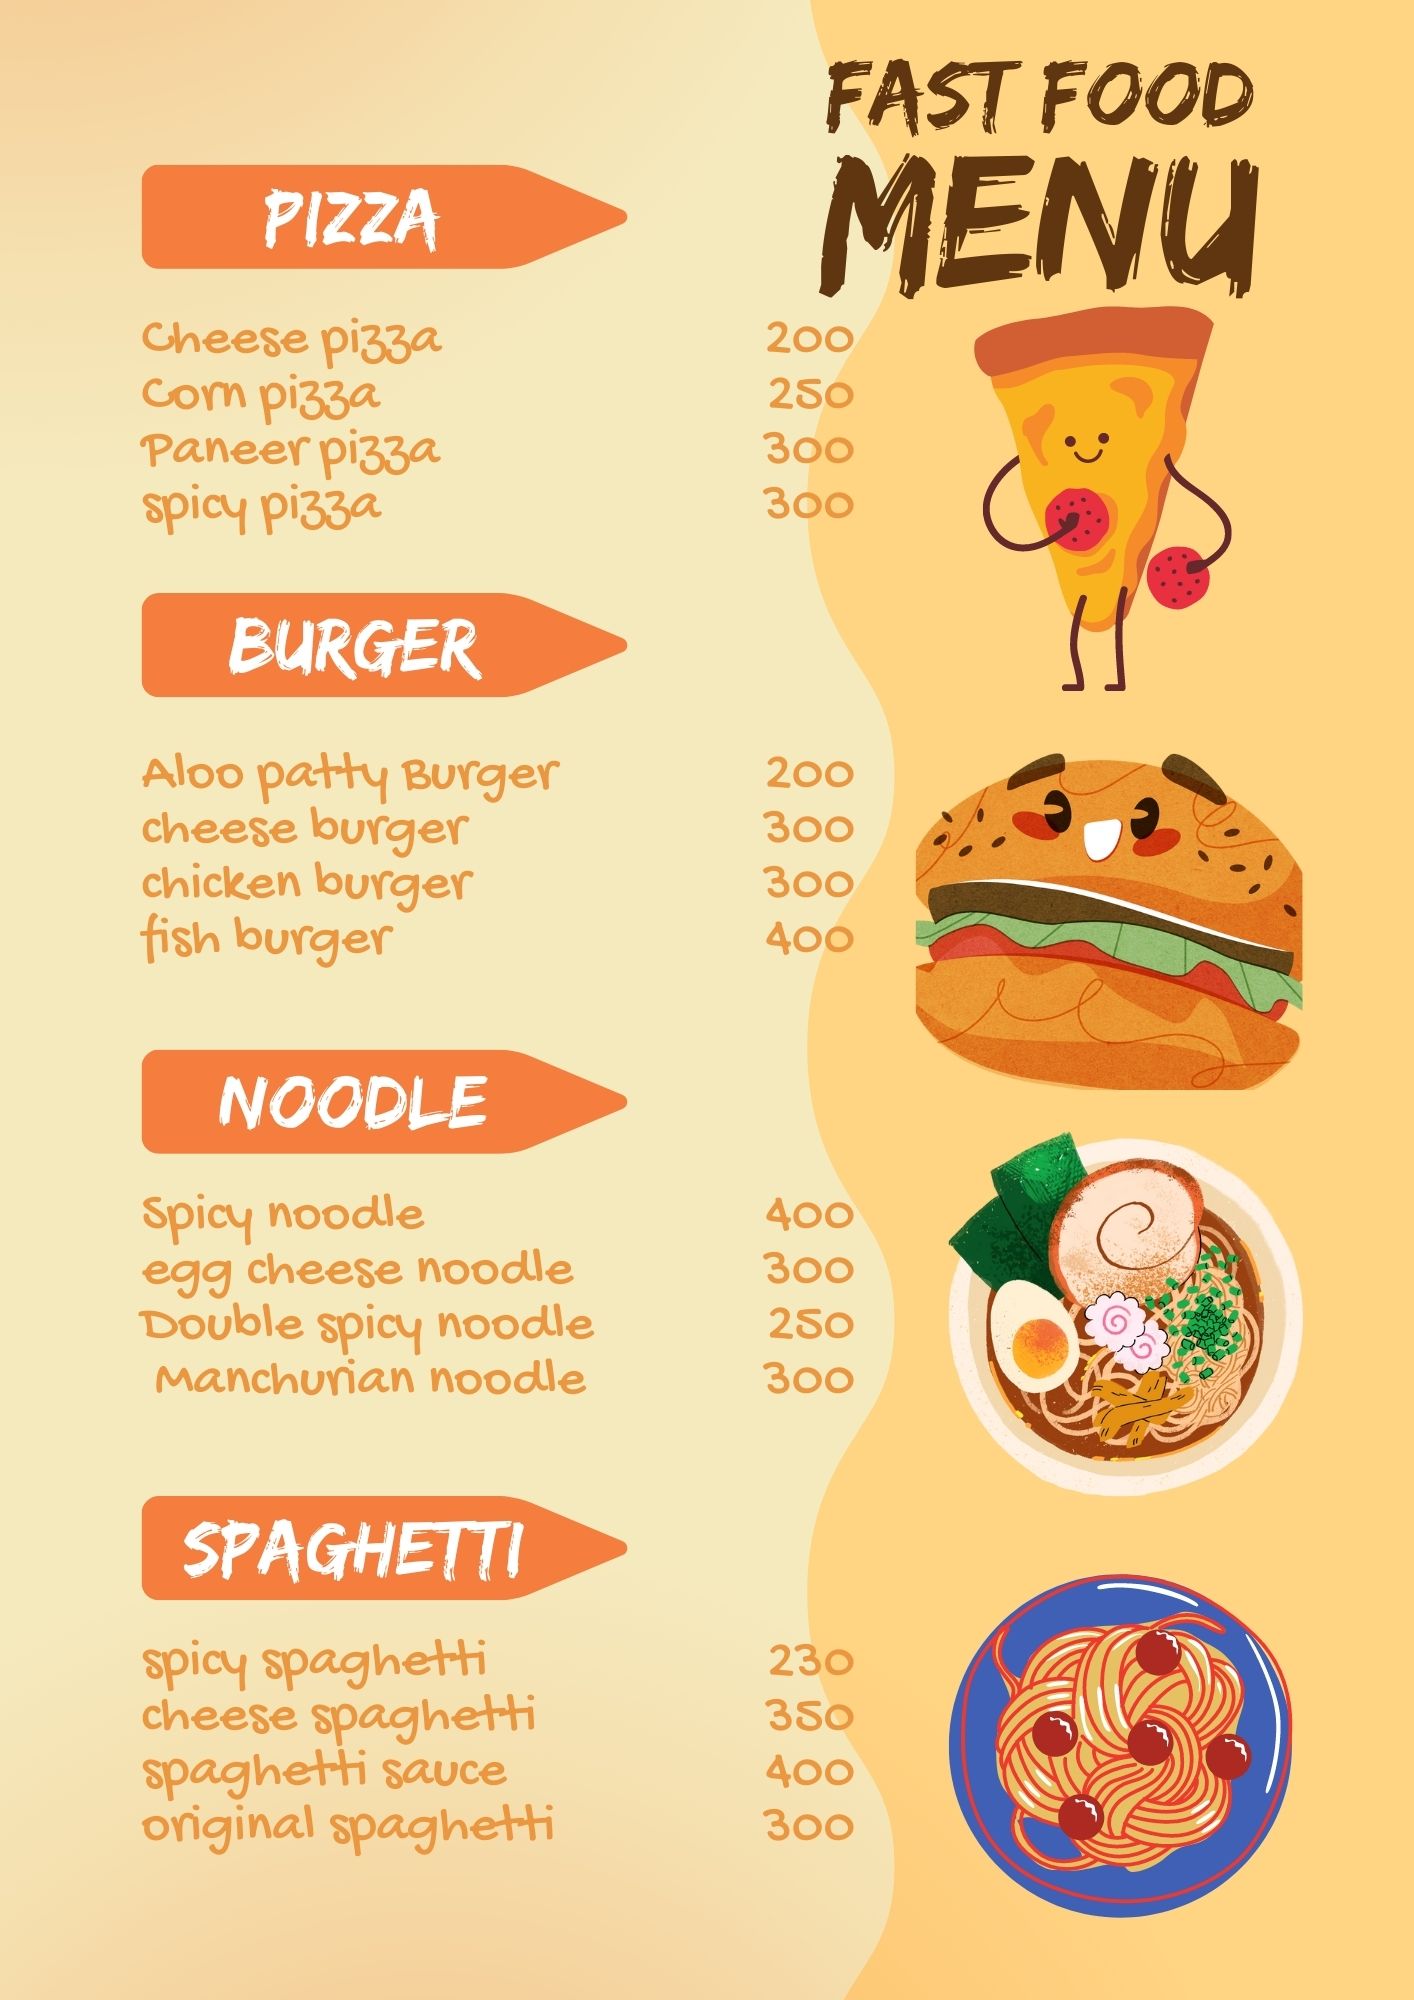 FAST FOOD
MENU
PIZZA
Cheese pizza 200
Corn pizza 250
Paneer pizza 300
spicy pizza 300
BURGER
Aloo patty Burger 200
cheese burger 300
chicken burger 300
fish burger 400
NOODLE
Spicy noodle 400
egg cheese noodle 300
Double spicy noodle 250
Manchurian noodle 300
SPAGHETTI
spicy spaghetti 230
cheese spaghetti 350
spaghetti sauce 400
original spaghetti 300